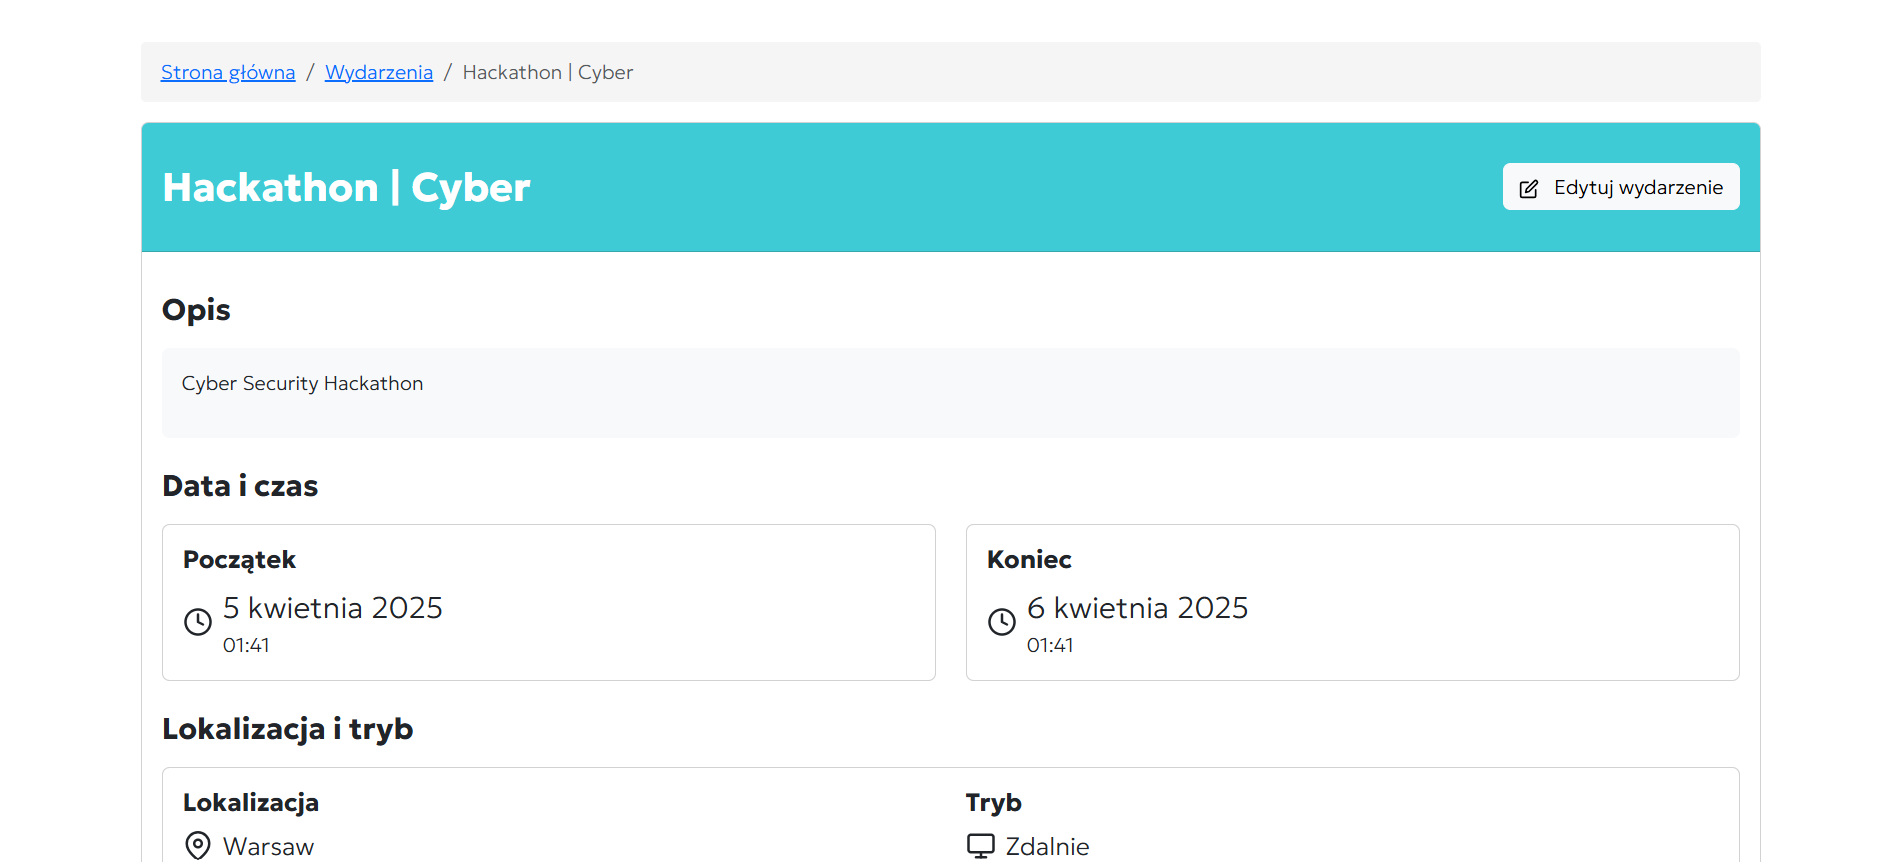 Strona główna / Wydarzenia / Hackathon | Cyber
Hackathon | Cyber
Edytuj wydarzenie
Opis
Cyber Security Hackathon
Data i czas
Początek
5 kwietnia 2025
01:41
Koniec
6 kwietnia 2025
01:41
Lokalizacja i tryb
Lokalizacja
Warsaw
Tryb
Zdalnie